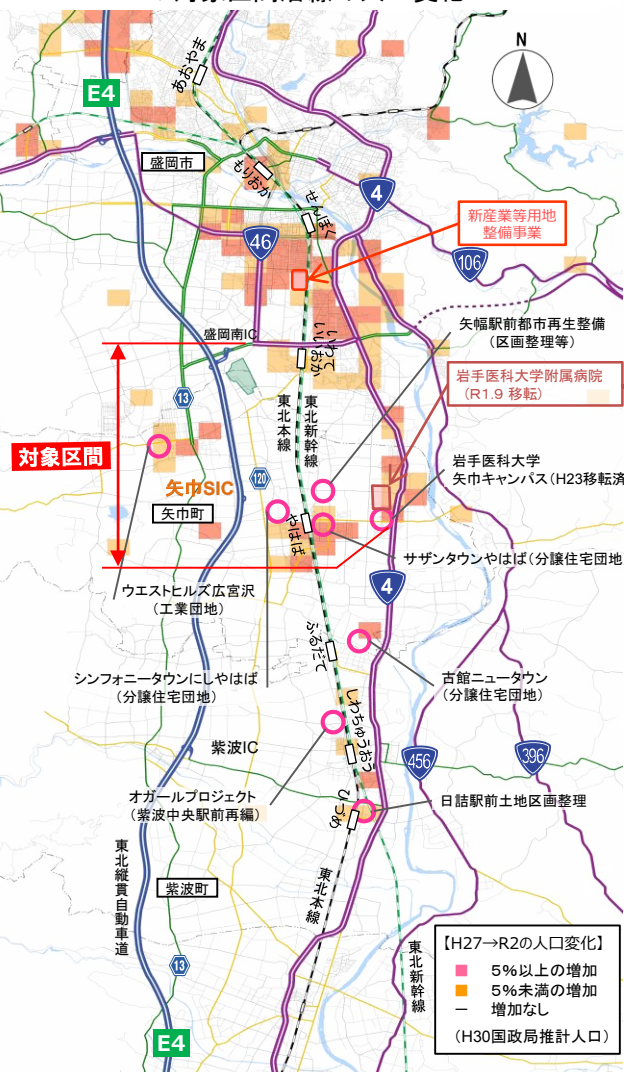 あおやま
N
E4
盛岡市
もりおか
4
せんぼく
新産業等用地
整備事業
46
106
矢幅駅前都市再生整備
(区画整理等)
盛岡南IC
いわて
いいおか
岩手医科大学附属病院
(R1.9 移転)
13
東北本線
東北新幹線
対象区間
岩手医科大学
矢巾キャンパス(H23移転済
矢巾SIC
120
矢巾町
やはば
サザンタウンやはば(分譲住宅団地
ウエストヒルズ広宮沢
(工業団地)
4
ふるだて
シンフォニータウンにしやはば
(分譲住宅団地)
古館ニュータウン
(分譲住宅団地)
しわちゅうおう
紫波IC
456
396
オガールプロジェクト
(紫波中央駅前再編)
ひづめ
日詰駅前土地区画整理
東北縦貫自動車道
紫波町
東北本線
13
東北新幹線
【H27→R2の人口変化】
5%以上の増加
5%未満の増加
− 増加なし
(H30国政局推計人口)
E4